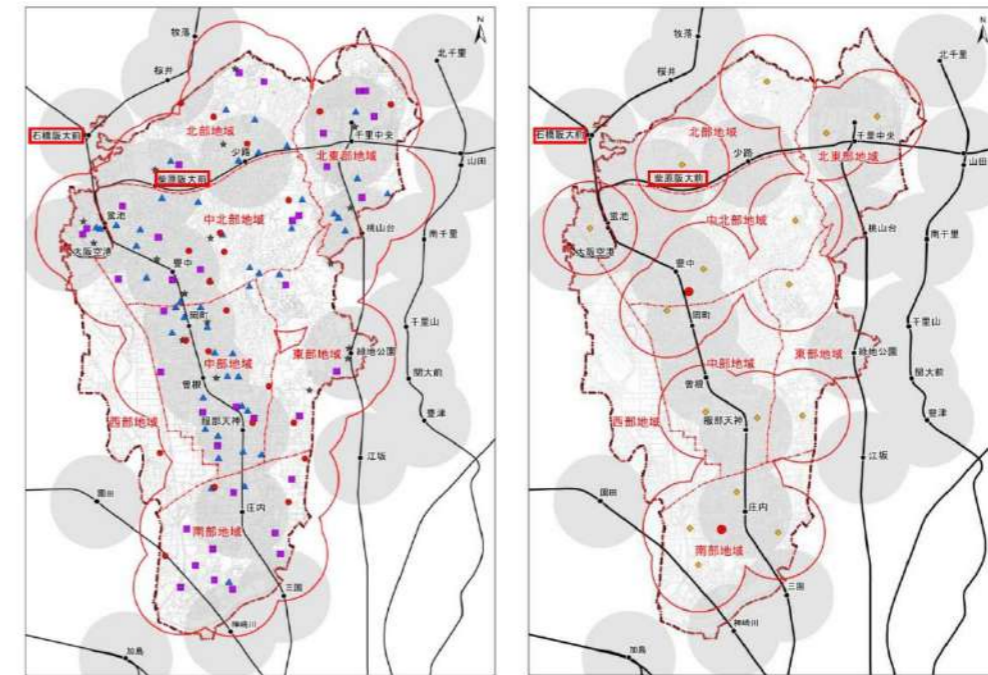 牧落
N
北千里
桜井
石橋阪大前
北部地域
千里中央
北東部地域
少路
山田
柴原阪大前
中北部地域
蛍池
桃山台
南千里
大阪空港
豊中
岡町
千里山
東部地域
緑地公園
中部地域
関大前
曽根
西部地域
豊津
服部天神
江坂
園田
庄内
南部地域
三国
神崎川
加島
牧落
N
北千里
桜井
石橋阪大前
北部地域
千里中央
北東部地域
少路
山田
柴原阪大前
中北部地域
蛍池
桃山台
南千里
大阪空港
豊中
岡町
千里山
東部地域
緑地公園
中部地域
関大前
曽根
西部地域
豊津
服部天神
江坂
園田
庄内
南部地域
三国
神崎川
加島